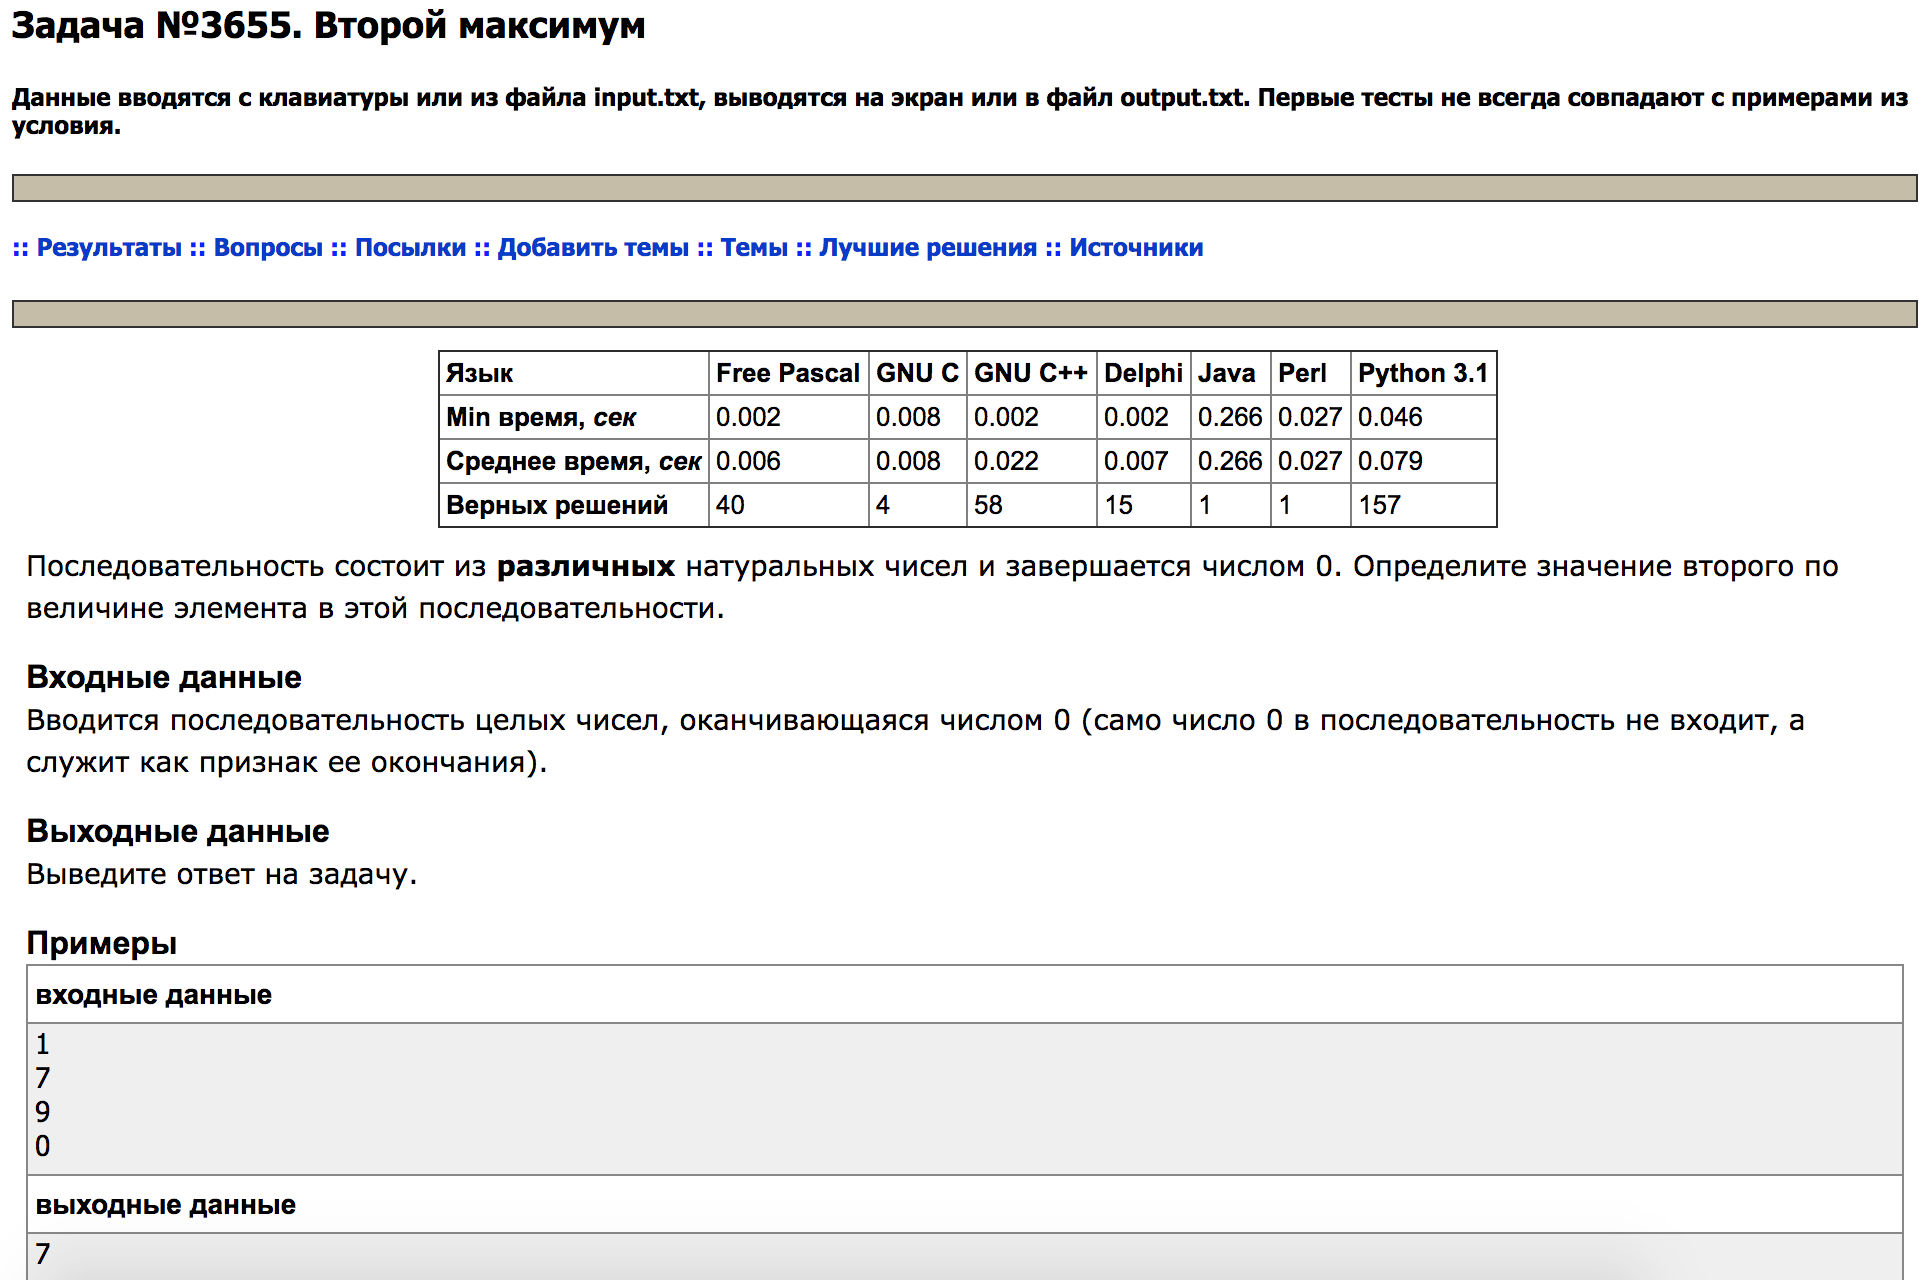 Задача №3655. Второй максимум
Данные вводятся с клавиатуры или из файла input.txt, выводятся на экран или в файл output.txt. Первые тесты не всегда совпадают с примерами из
условия.
:: Результаты :: Вопросы :: Посылки :: Добавить темы :: Темы :: Лучшие решения :: Источники
Язык Free Pascal GNU C GNU C++ Delphi Java Perl Python 3.1
Min время, сек 0.002 0.008 0.002 0.002 0.266 0.027 0.046
Среднее время, сек 0.006 0.008 0.022 0.007 0.266 0.027 0.079
Верных решений 40 4 58 15 1 1 157
Последовательность состоит из различных натуральных чисел и завершается числом 0. Определите значение второго по
величине элемента в этой последовательности.
Входные данные
Вводится последовательность целых чисел, оканчивающаяся числом 0 (само число 0 в последовательность не входит, а
служит как признак ее окончания).
Выходные данные
Выведите ответ на задачу.
Примеры
входные данные
1
7
9
0
выходные данные
7